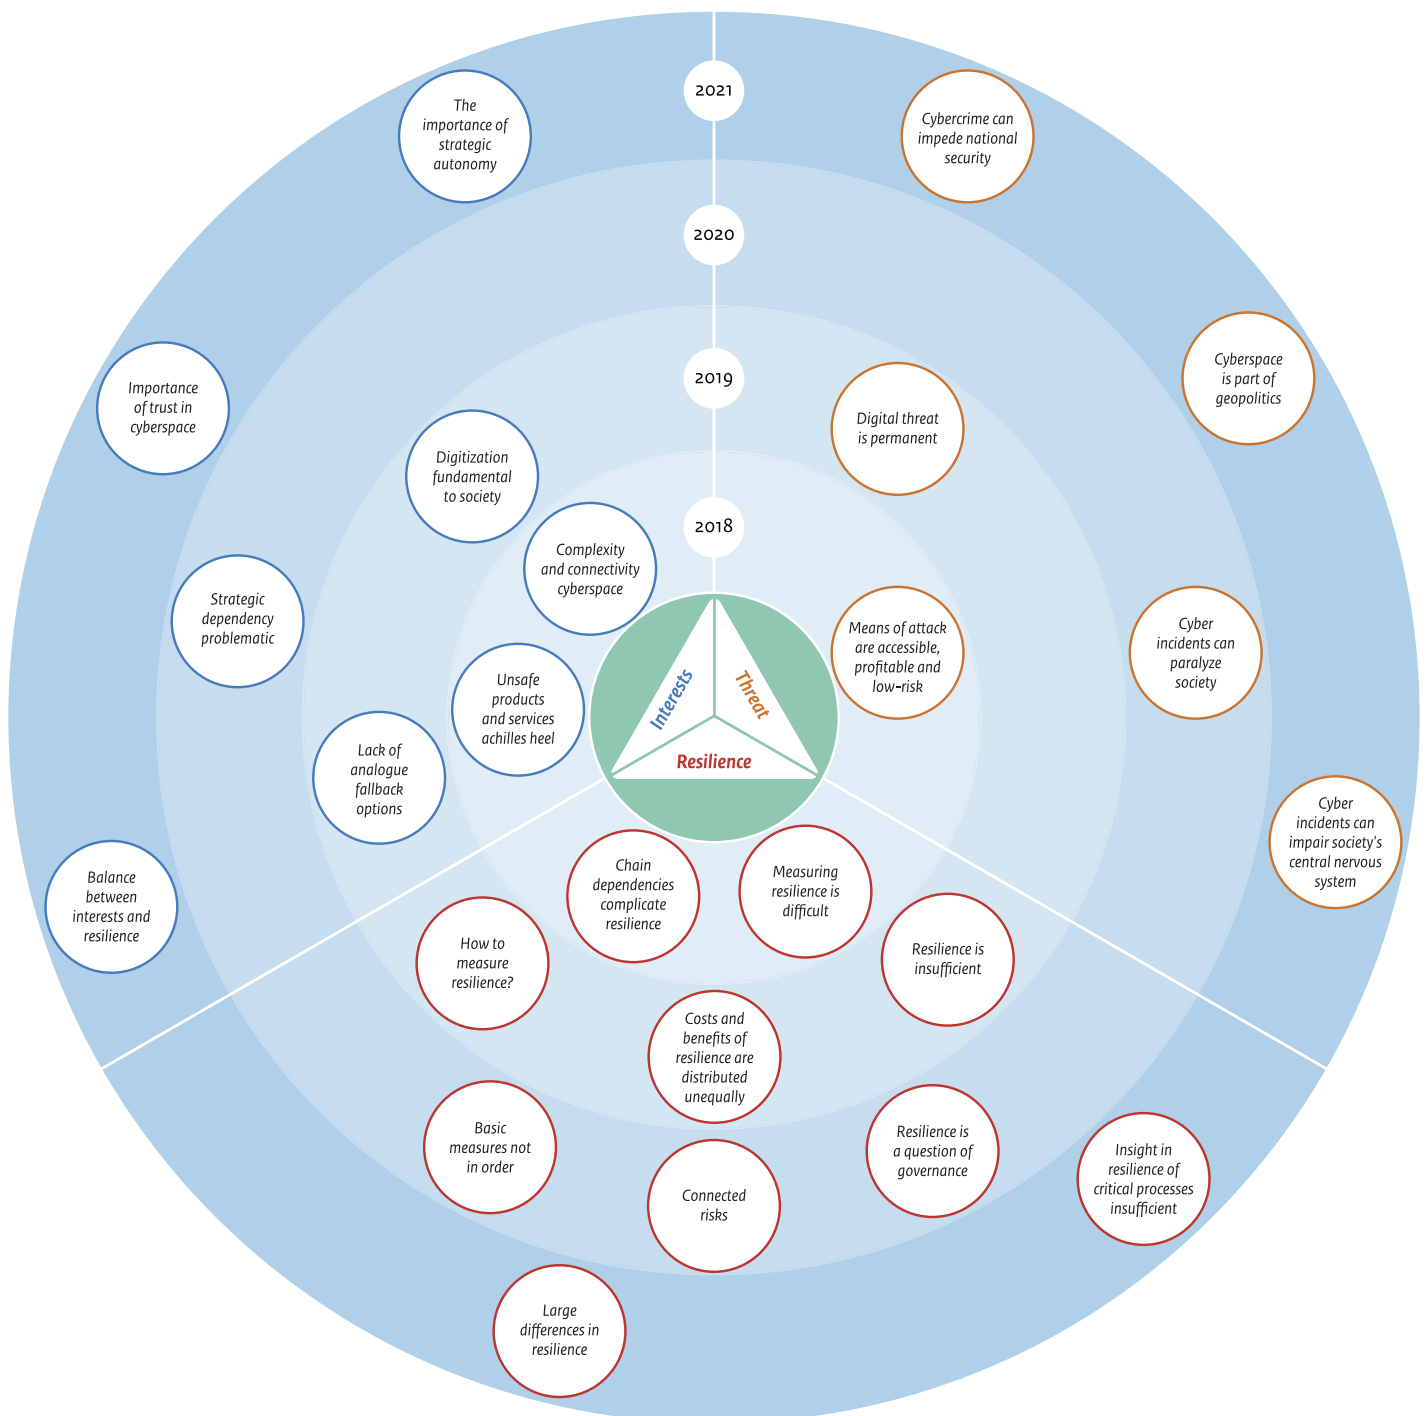 2021
2020
2019
2018
The
importance of
strategic
autonomy
Cybercrime can
impede national
security
Importance
of trust in
cyberspace
Cyberspace
is part of
geopolitics
Digitization
fundamental
to society
Digital threat
is permanent
Complexity
and connectivity
cyberspace
Strategic
dependency
problematic
Unsafe
products
and services
achilles heel
Means of attack
are accessible,
profitable and
low-risk
Cyber
incidents can
paralyze
society
Interests
Threat
Resilience
Lack of
analogue
fallback
options
Balance
between
interests and
resilience
Cyber
incidents can
impair society's
central nervous
system
Chain
dependencies
complicate
resilience
Measuring
resilience is
difficult
How to
measure
resilience?
Resilience is
insufficient
Costs and
benefits of
resilience are
distributed
unequally
Basic
measures not
in order
Connected
risks
Resilience is
a question of
governance
Insight in
resilience of
critical processes
insufficient
Large
differences in
resilience